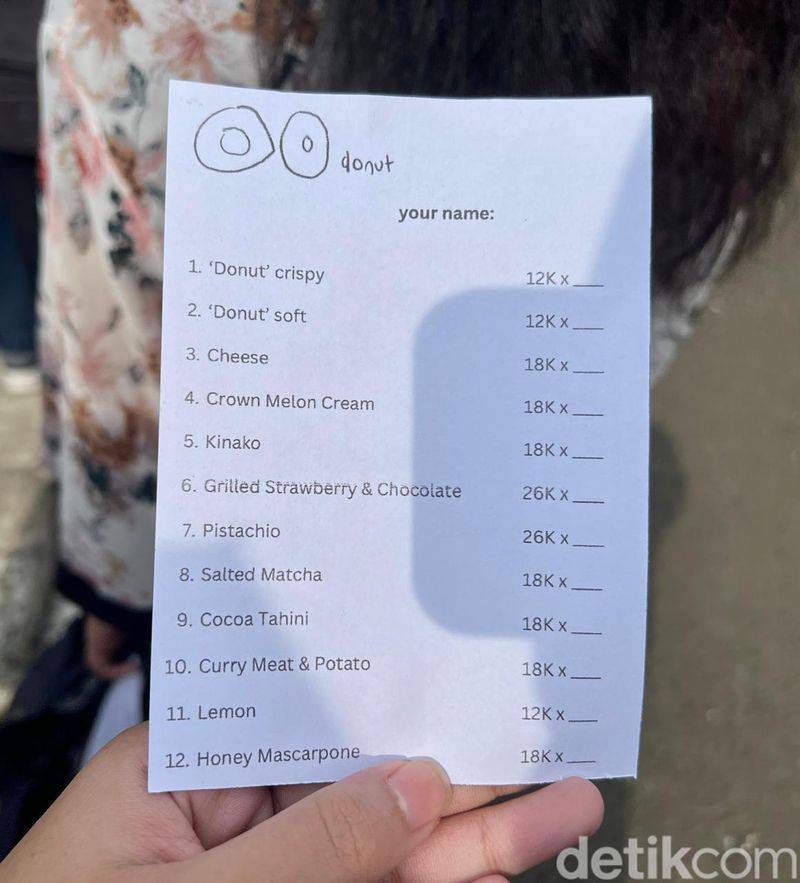 donut
your name:
1. ‘Donut’ crispy 12K x ___
2. ‘Donut’ soft 12K x ___
3. Cheese 18K x ___
4. Crown Melon Cream 18K x ___
5. Kinako 18K x ___
6. Grilled Strawberry & Chocolate 26K x ___
7. Pistachio 26K x ___
8. Salted Matcha 18K x ___
9. Cocoa Tahini 18K x ___
10. Curry Meat & Potato 18K x ___
11. Lemon 12K x ___
12. Honey Mascarpone 18K x ___
detikcom